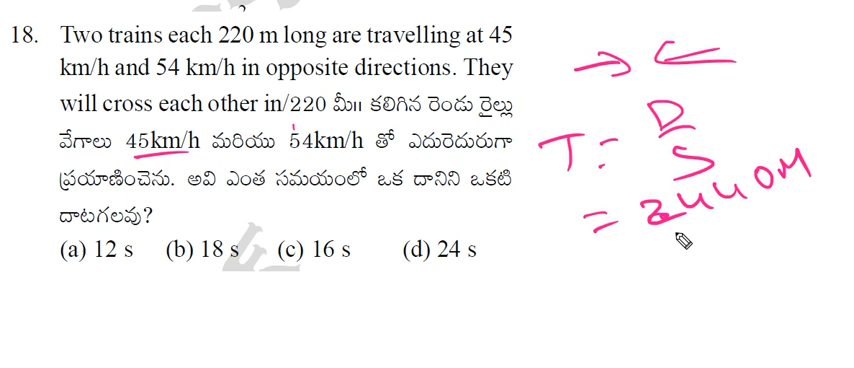 18. Two trains each 220 m long are travelling at 45
km/h and 54 km/h in opposite directions. They
will cross each other in/220 మీ॥ కలిగిన రెండు రైల్లు
వేగాలు 45km/h మరియు 54km/h తో ఎదురెదురుగా
ప్రయాణించెను. అవి ఎంత సమయంలో ఒక దానిని ఒకటి
దాటగలవు?
(a) 12 s (b) 18 s (c) 16 s (d) 24 s
T = D
S
= 440M